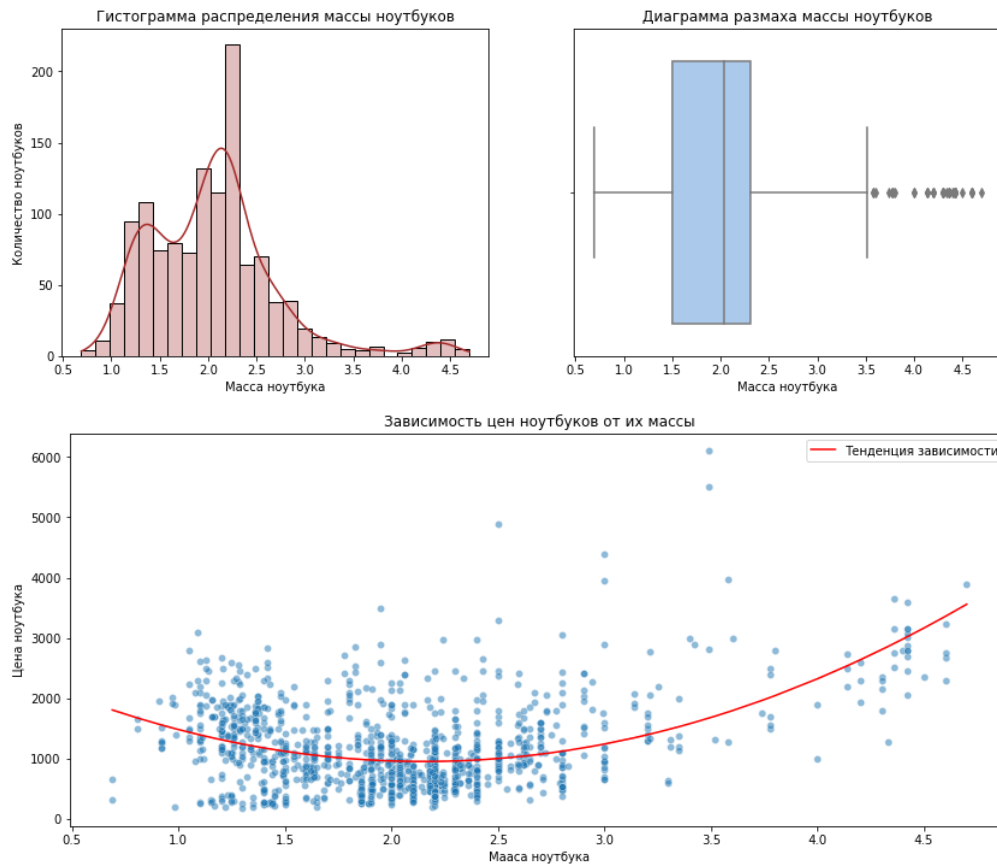 Гистограмма распределения массы ноутбуков
Количество ноутбуков
200
150
100
50
0
0.5 1.0 1.5 2.0 2.5 3.0 3.5 4.0 4.5
Масса ноутбука
Диаграмма размаха массы ноутбуков
0.5 1.0 1.5 2.0 2.5 3.0 3.5 4.0 4.5
Масса ноутбука
Зависимость цен ноутбуков от их массы
Тенденция зависимости
Цена ноутбука
6000
5000
4000
3000
2000
1000
0
0.5 1.0 1.5 2.0 2.5 3.0 3.5 4.0 4.5
Мааса ноутбука